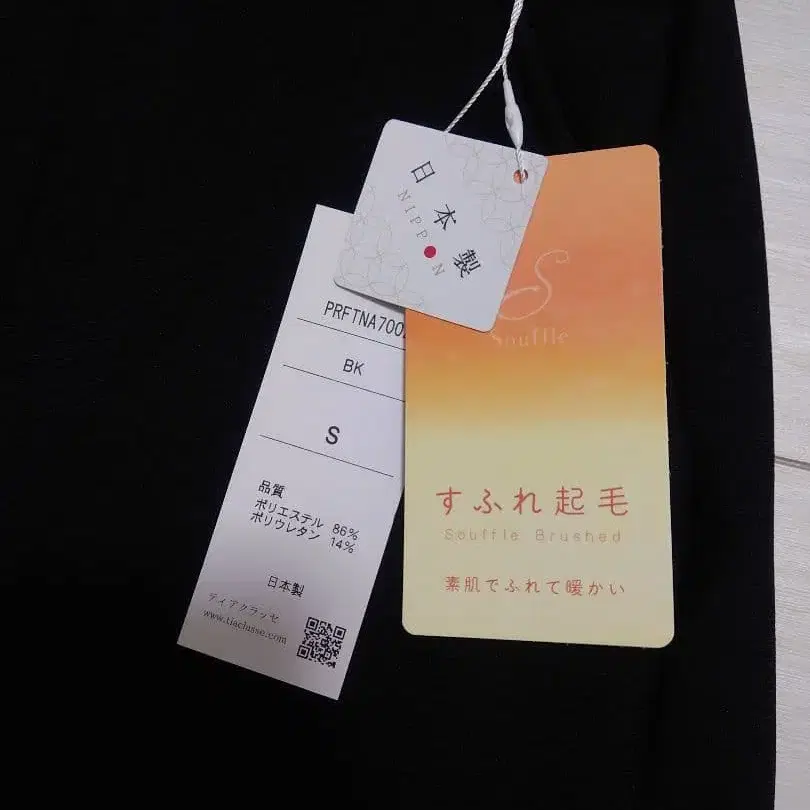 日本製
NIPPON
PRFTNA700
BK
S
品質
ポリエステル 86%
ポリウレタン 14%
日本製
ティアクラッセ
www.tiaclasse.com
S
Souffle
すふれ起毛
Souffle Brushed
素肌でふれて暖かい